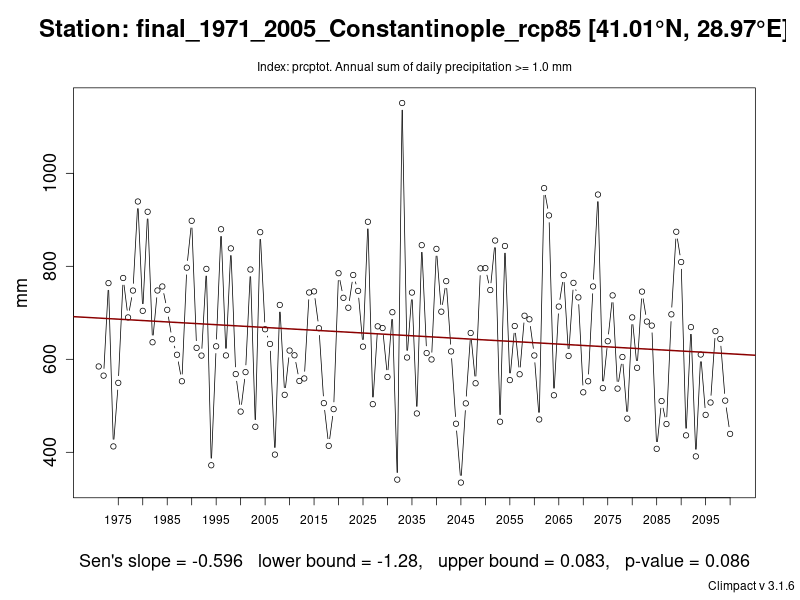 Station: final_1971_2005_Constantinople_rcp85 [41.01°N, 28.97°E]
Index: prcptot. Annual sum of daily precipitation >= 1.0 mm
mm
1000
800
600
400
1975 1985 1995 2005 2015 2025 2035 2045 2055 2065 2075 2085 2095
Sen's slope = -0.596 lower bound = -1.28, upper bound = 0.083, p-value = 0.086
Climpact v 3.1.6